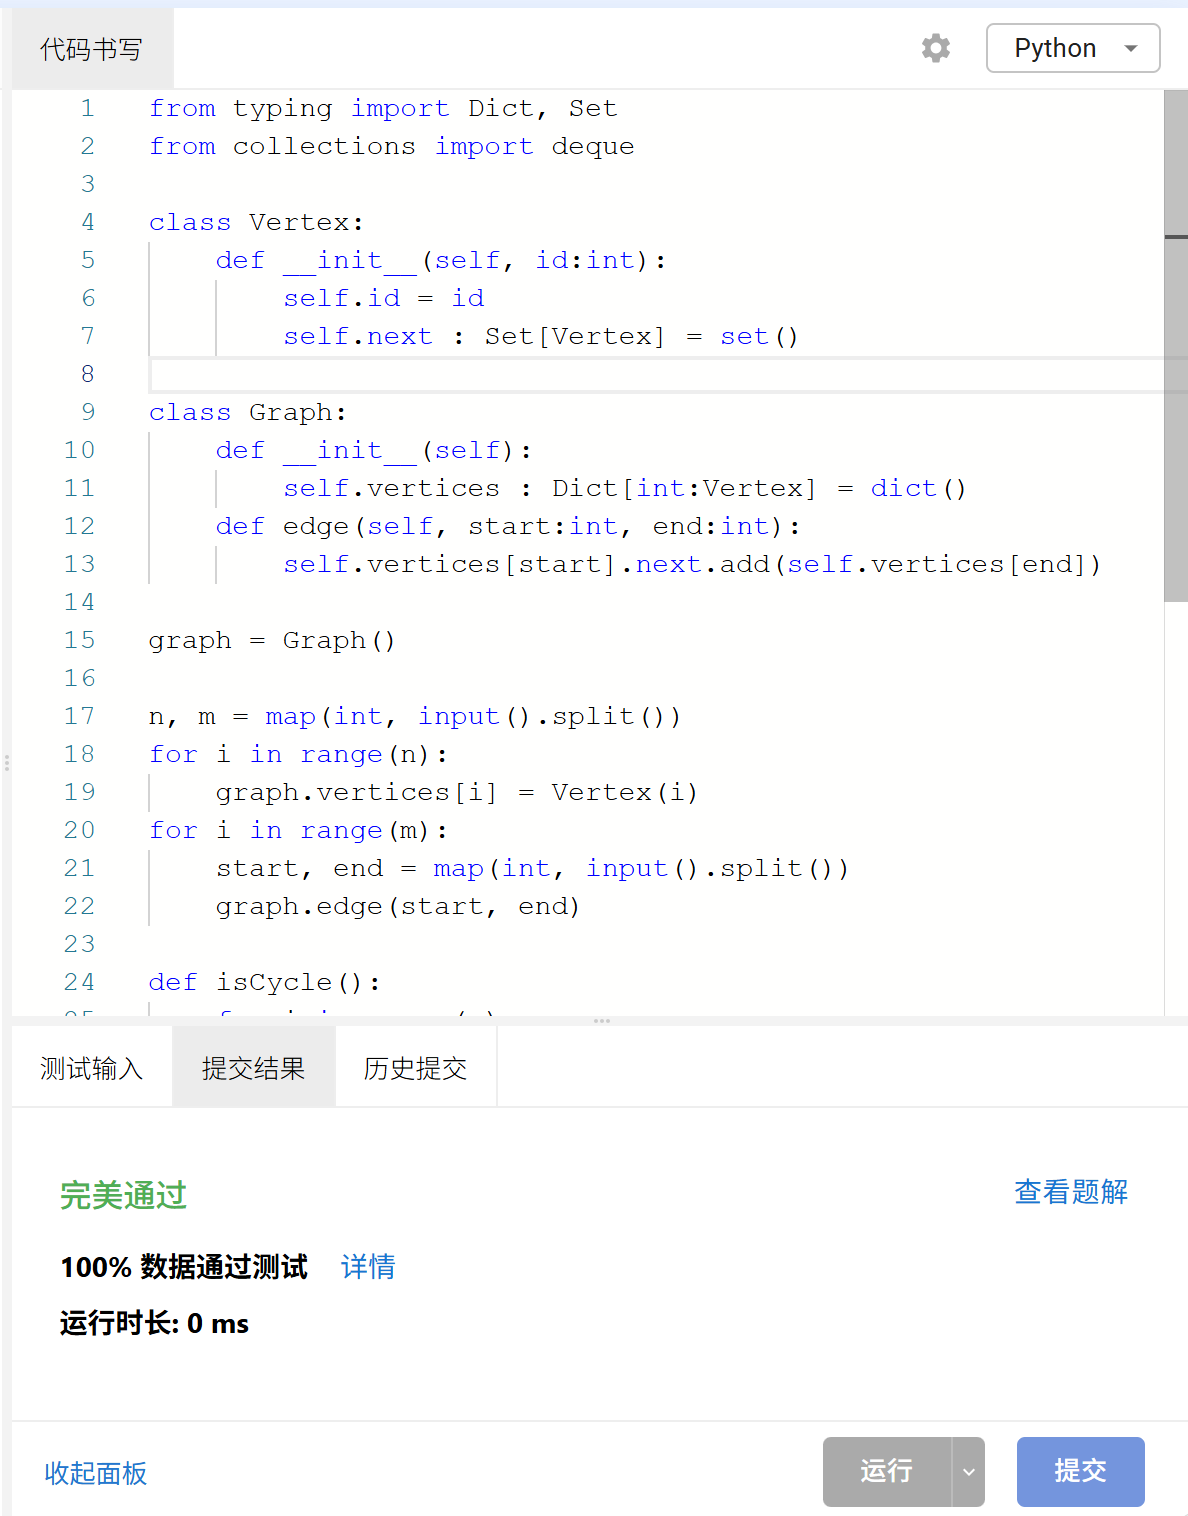 代码书写
Python
1 from typing import Dict, Set
2 from collections import deque
3
4 class Vertex:
5     def __init__(self, id:int):
6         self.id = id
7         self.next : Set[Vertex] = set()
8
9 class Graph:
10     def __init__(self):
11         self.vertices : Dict[int:Vertex] = dict()
12     def edge(self, start:int, end:int):
13         self.vertices[start].next.add(self.vertices[end])
14
15 graph = Graph()
16
17 n, m = map(int, input().split())
18 for i in range(n):
19     graph.vertices[i] = Vertex(i)
20 for i in range(m):
21     start, end = map(int, input().split())
22     graph.edge(start, end)
23
24 def isCycle():
测试输入 提交结果 历史提交
完美通过 查看题解
100% 数据通过测试 详情
运行时长: 0 ms
收起面板 运行 提交